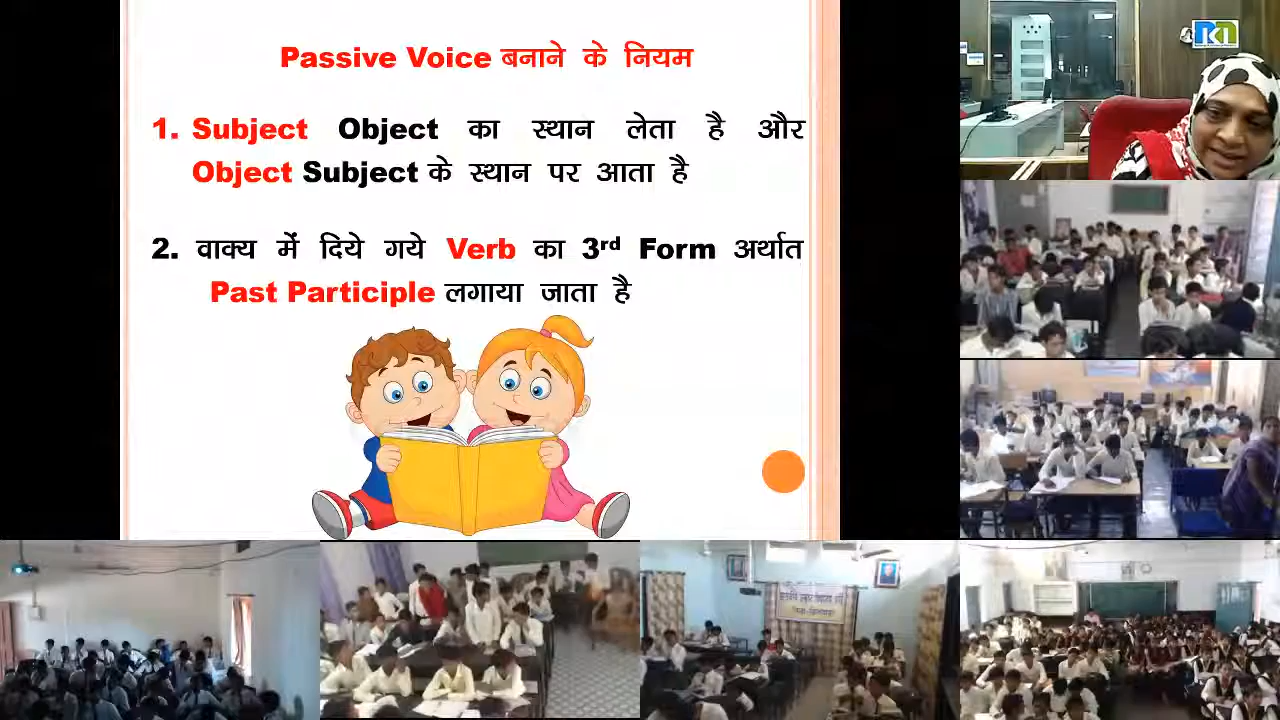 Passive Voice बनाने के नियम
1. Subject Object का स्थान लेता है और
Object Subject के स्थान पर आता है
2. वाक्य में दिये गये Verb का 3rd Form अर्थात
Past Participle लगाया जाता है